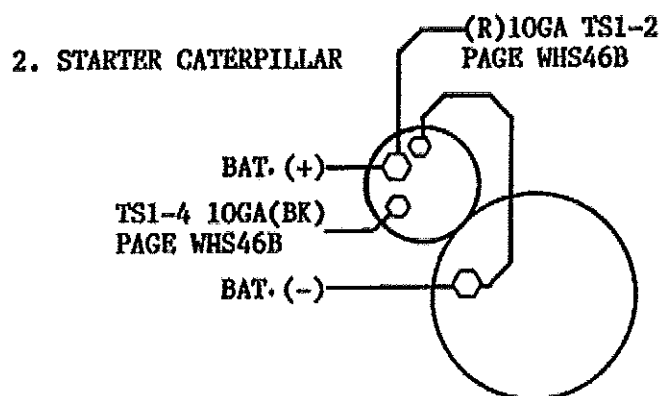 (R)10GA TS1-2
2. STARTER CATERPILLAR
PAGE WHS46B
BAT. (+)
TS1-4 10GA(BK)
PAGE WHS46B
BAT. (-)